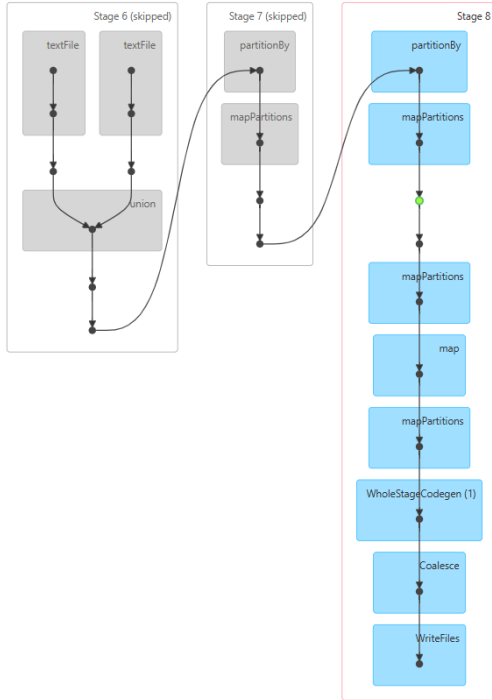 Stage 6 (skipped)
textFile
textFile
union
Stage 7 (skipped)
partitionBy
mapPartitions
Stage 8
partitionBy
mapPartitions
mapPartitions
map
mapPartitions
WholeStageCodegen (1)
Coalesce
WriteFiles